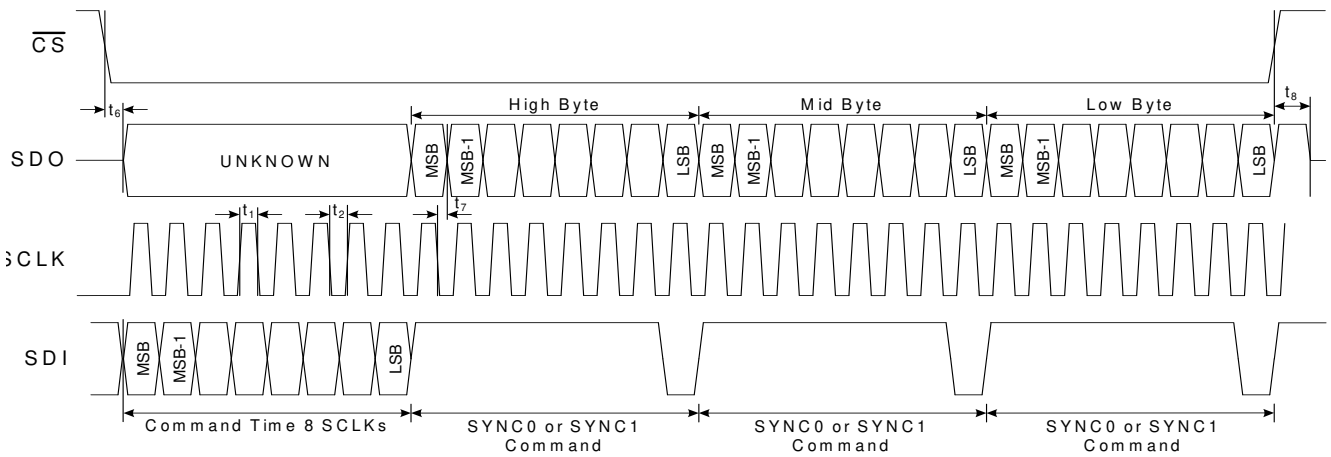 CS
t6
High Byte
Mid Byte
Low Byte
t8
SDO
UNKNOWN
MSB
MSB-1
LSB
MSB
MSB-1
LSB
MSB
MSB-1
LSB
t1
t2
t7
SCLK
SDI
MSB
MSB-1
LSB
Command Time 8 SCLKs
SYNC0 or SYNC1
Command
SYNC0 or SYNC1
Command
SYNC0 or SYNC1
Command